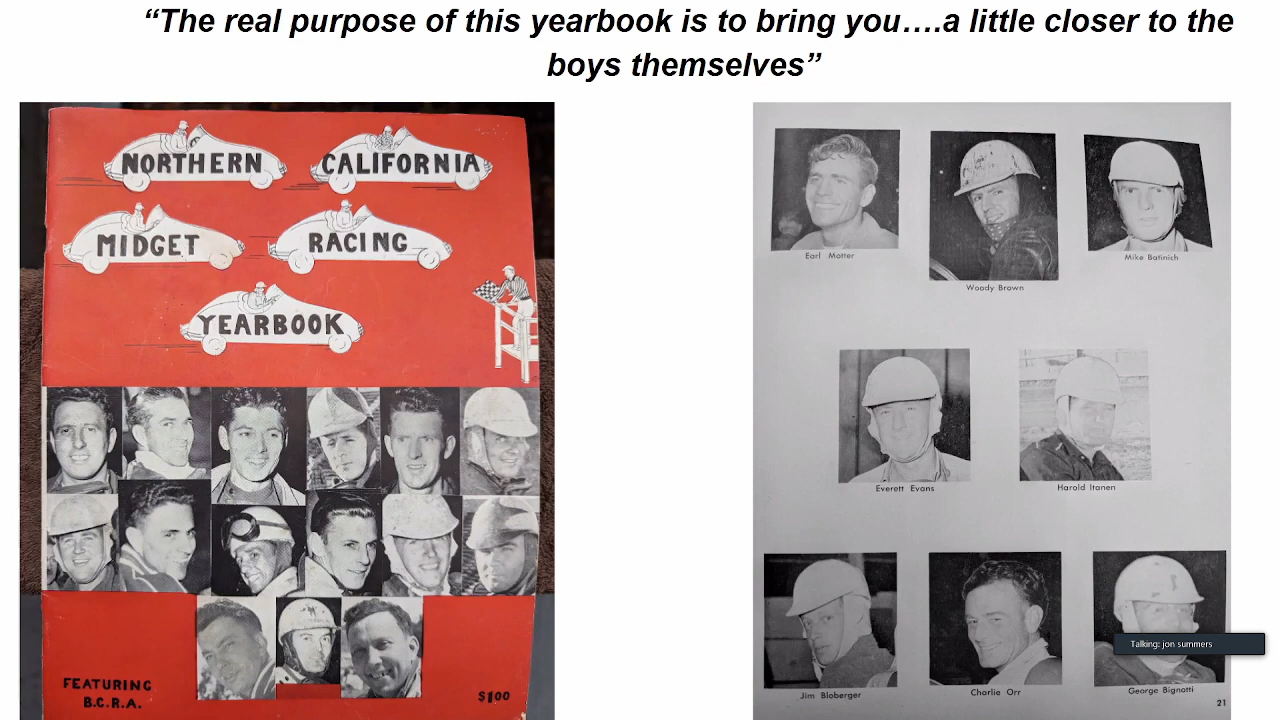 “The real purpose of this yearbook is to bring you….a little closer to the
boys themselves”
NORTHERN CALIFORNIA
MIDGET RACING
YEARBOOK
FEATURING
B.C.R.A.
$1.00
Earl Motter
Woody Brown
Mike Batinich
Everett Evans
Harold Itanen
Jim Bloberger
Charlie Orr
George Bignotti
21
Talking: jon summers